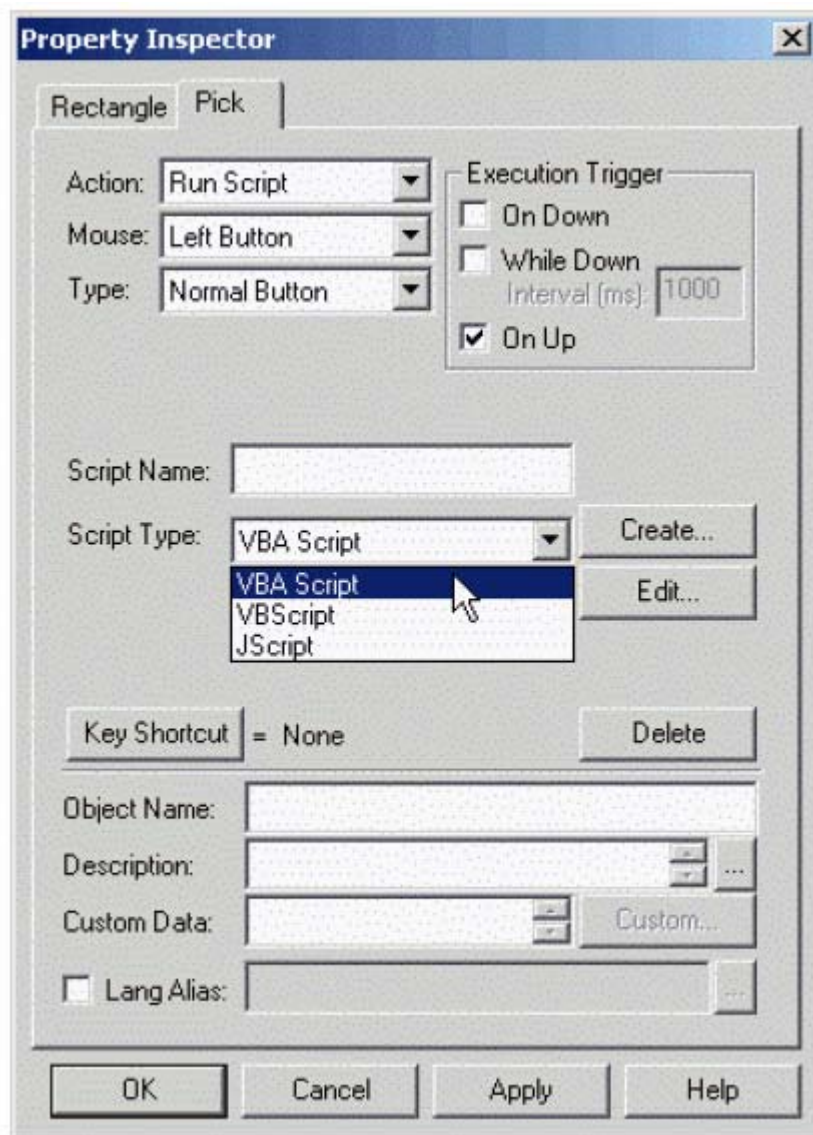 Property Inspector
Rectangle Pick
Action: Run Script
Mouse: Left Button
Type: Normal Button
Execution Trigger
On Down
While Down
Interval (ms): 1000
On Up
Script Name:
Script Type: VBA Script Create...
VBA Script Edit...
VBScript
JScript
Key Shortcut = None Delete
Object Name:
Description: ...
Custom Data: Custom...
Lang Alias: ...
OK Cancel Apply Help